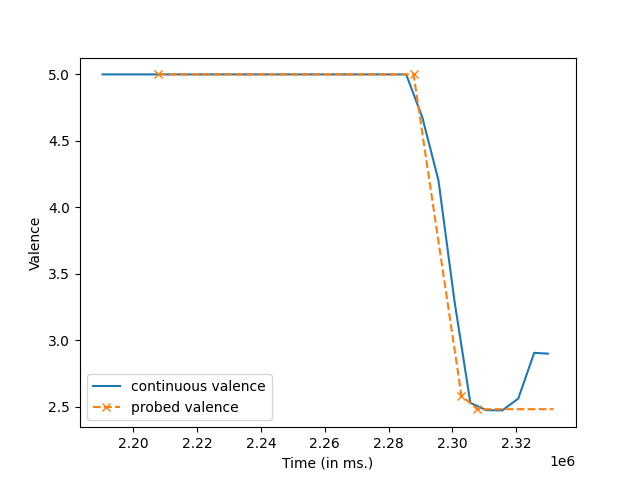 5.0
4.5
4.0
3.5
3.0
2.5
Valence
continuous valence
probed valence
2.20 2.22 2.24 2.26 2.28 2.30 2.32
1e6
Time (in ms.)